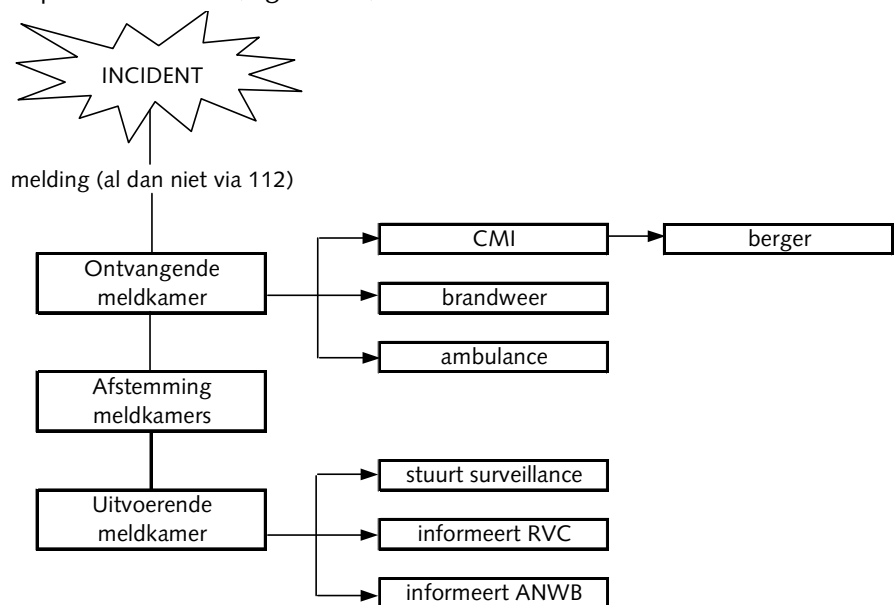 INCIDENT
melding (al dan niet via 112)
CMI
berger
Ontvangende
meldkamer
brandweer
ambulance
Afstemming
meldkamers
stuurt surveillance
Uitvoerende
meldkamer
informeert RVC
informeert ANWB